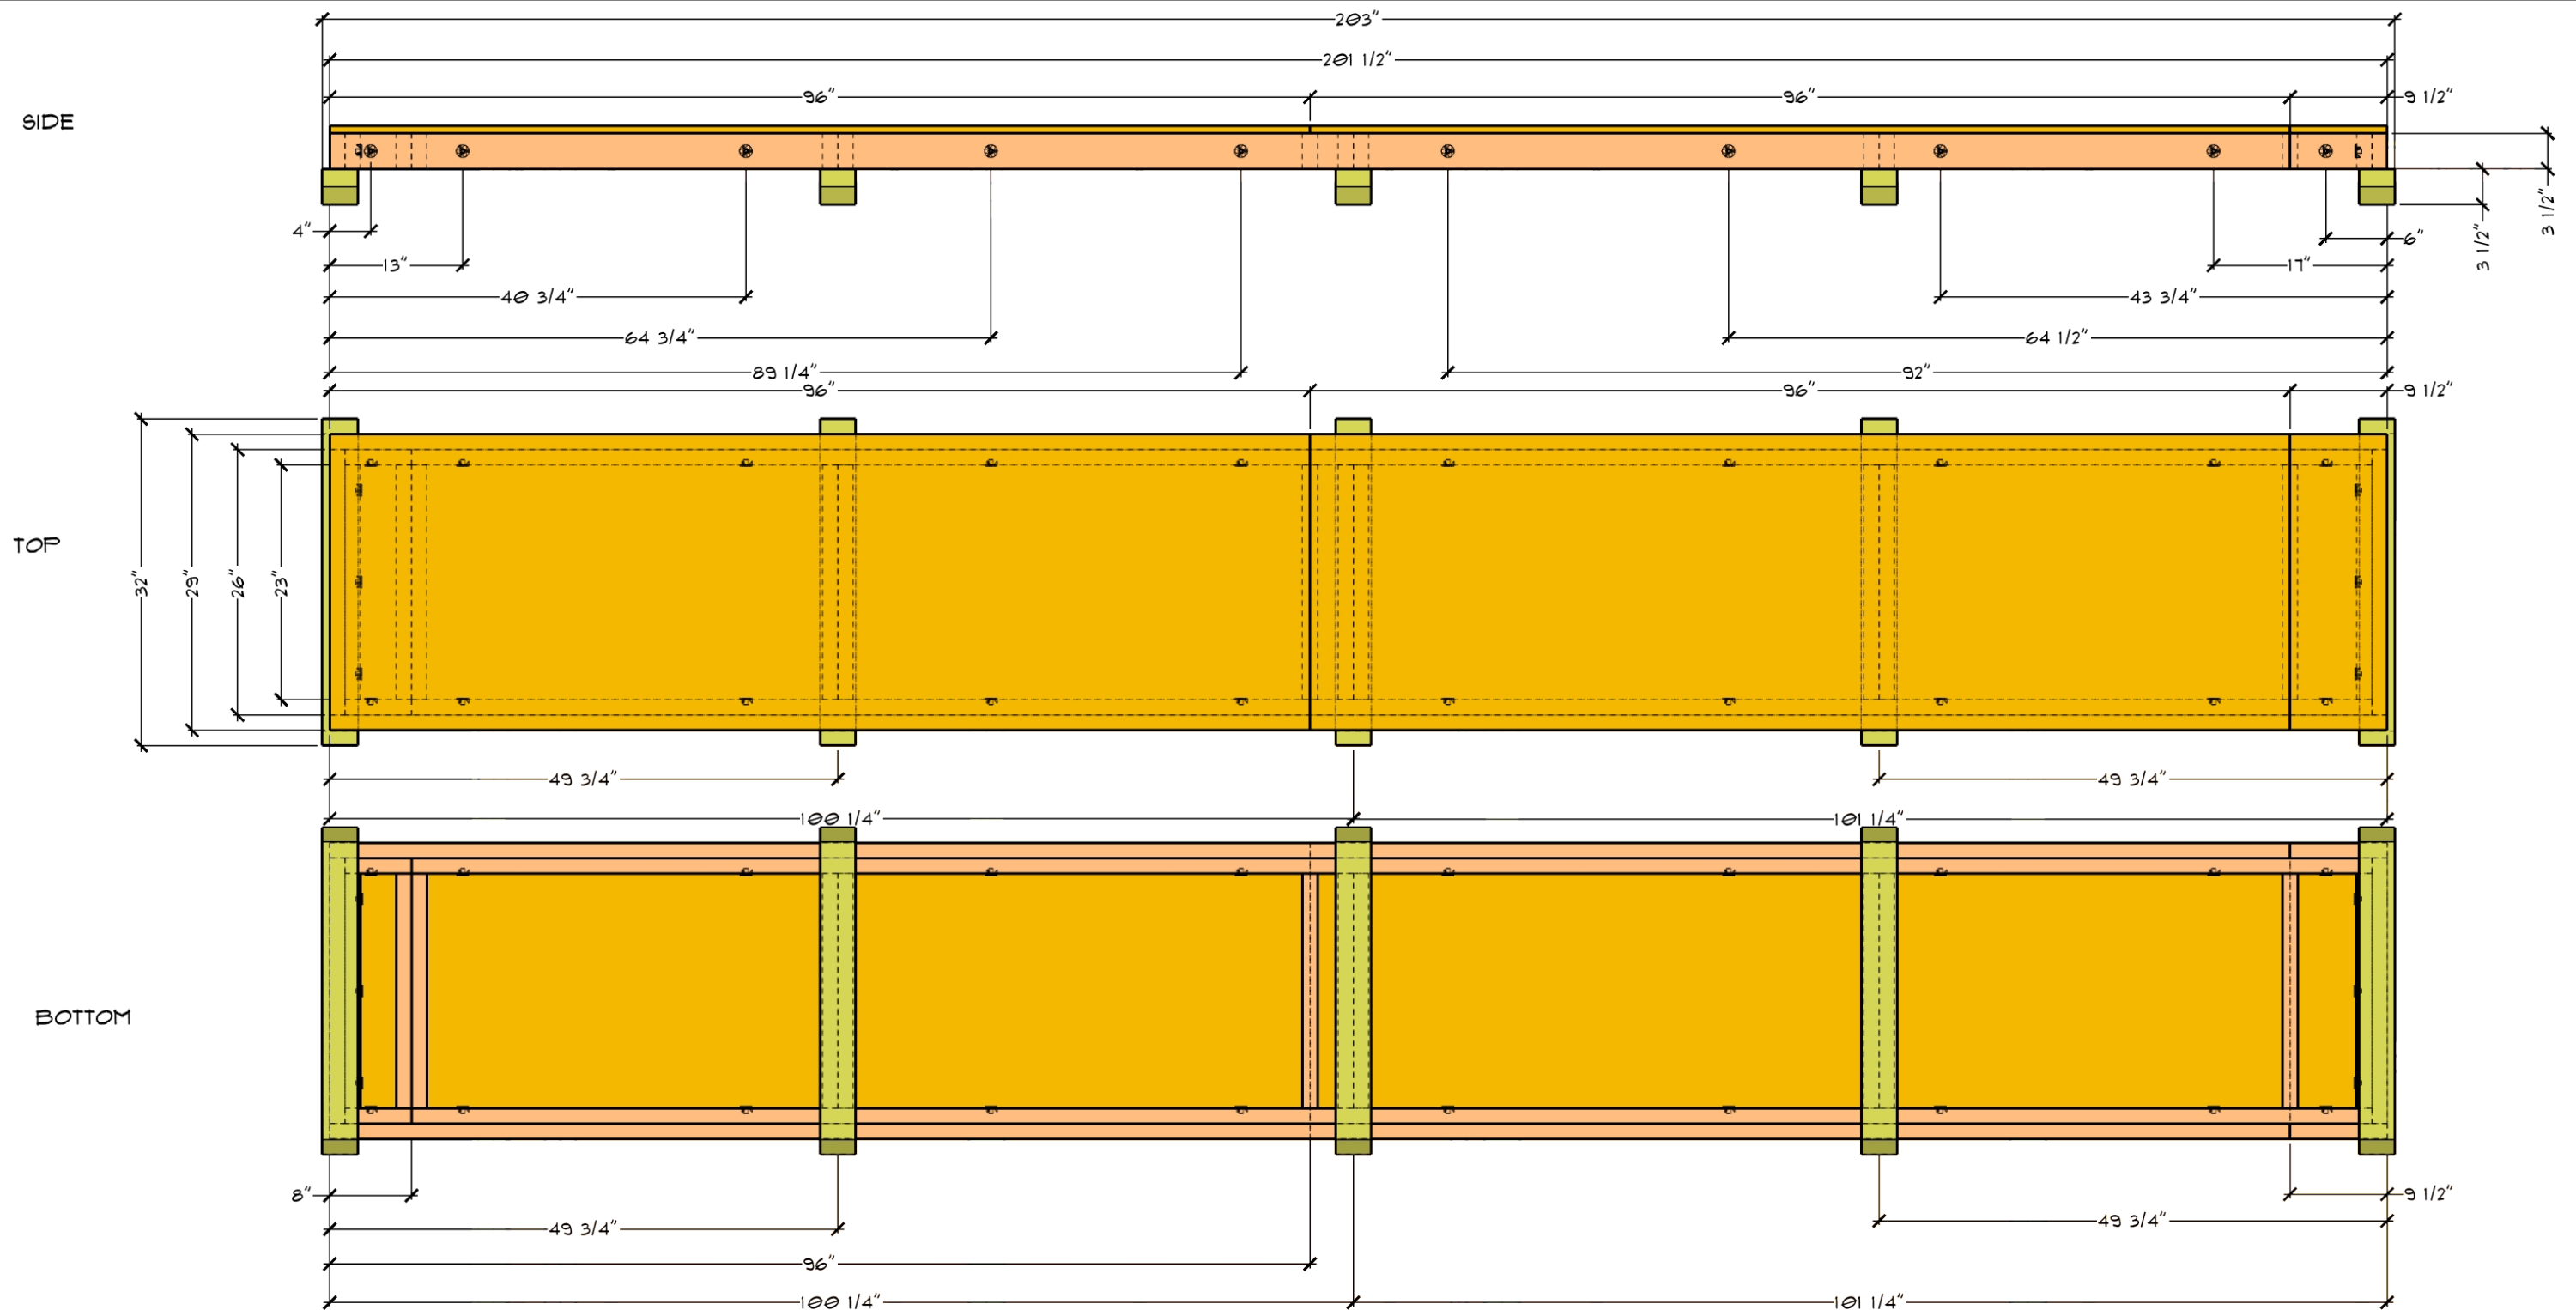 203"
201 1/2"
96" 96" 9 1/2"
SIDE
3 1/2"
3 1/2"
4" 6"
13" 17"
40 3/4" 43 3/4"
64 3/4" 64 1/2"
89 1/4" 92"
96" 96" 9 1/2"
TOP
32" 29" 26" 23"
49 3/4" 49 3/4"
100 1/4" 101 1/4"
BOTTOM
8" 9 1/2"
49 3/4" 49 3/4"
96"
100 1/4" 101 1/4"